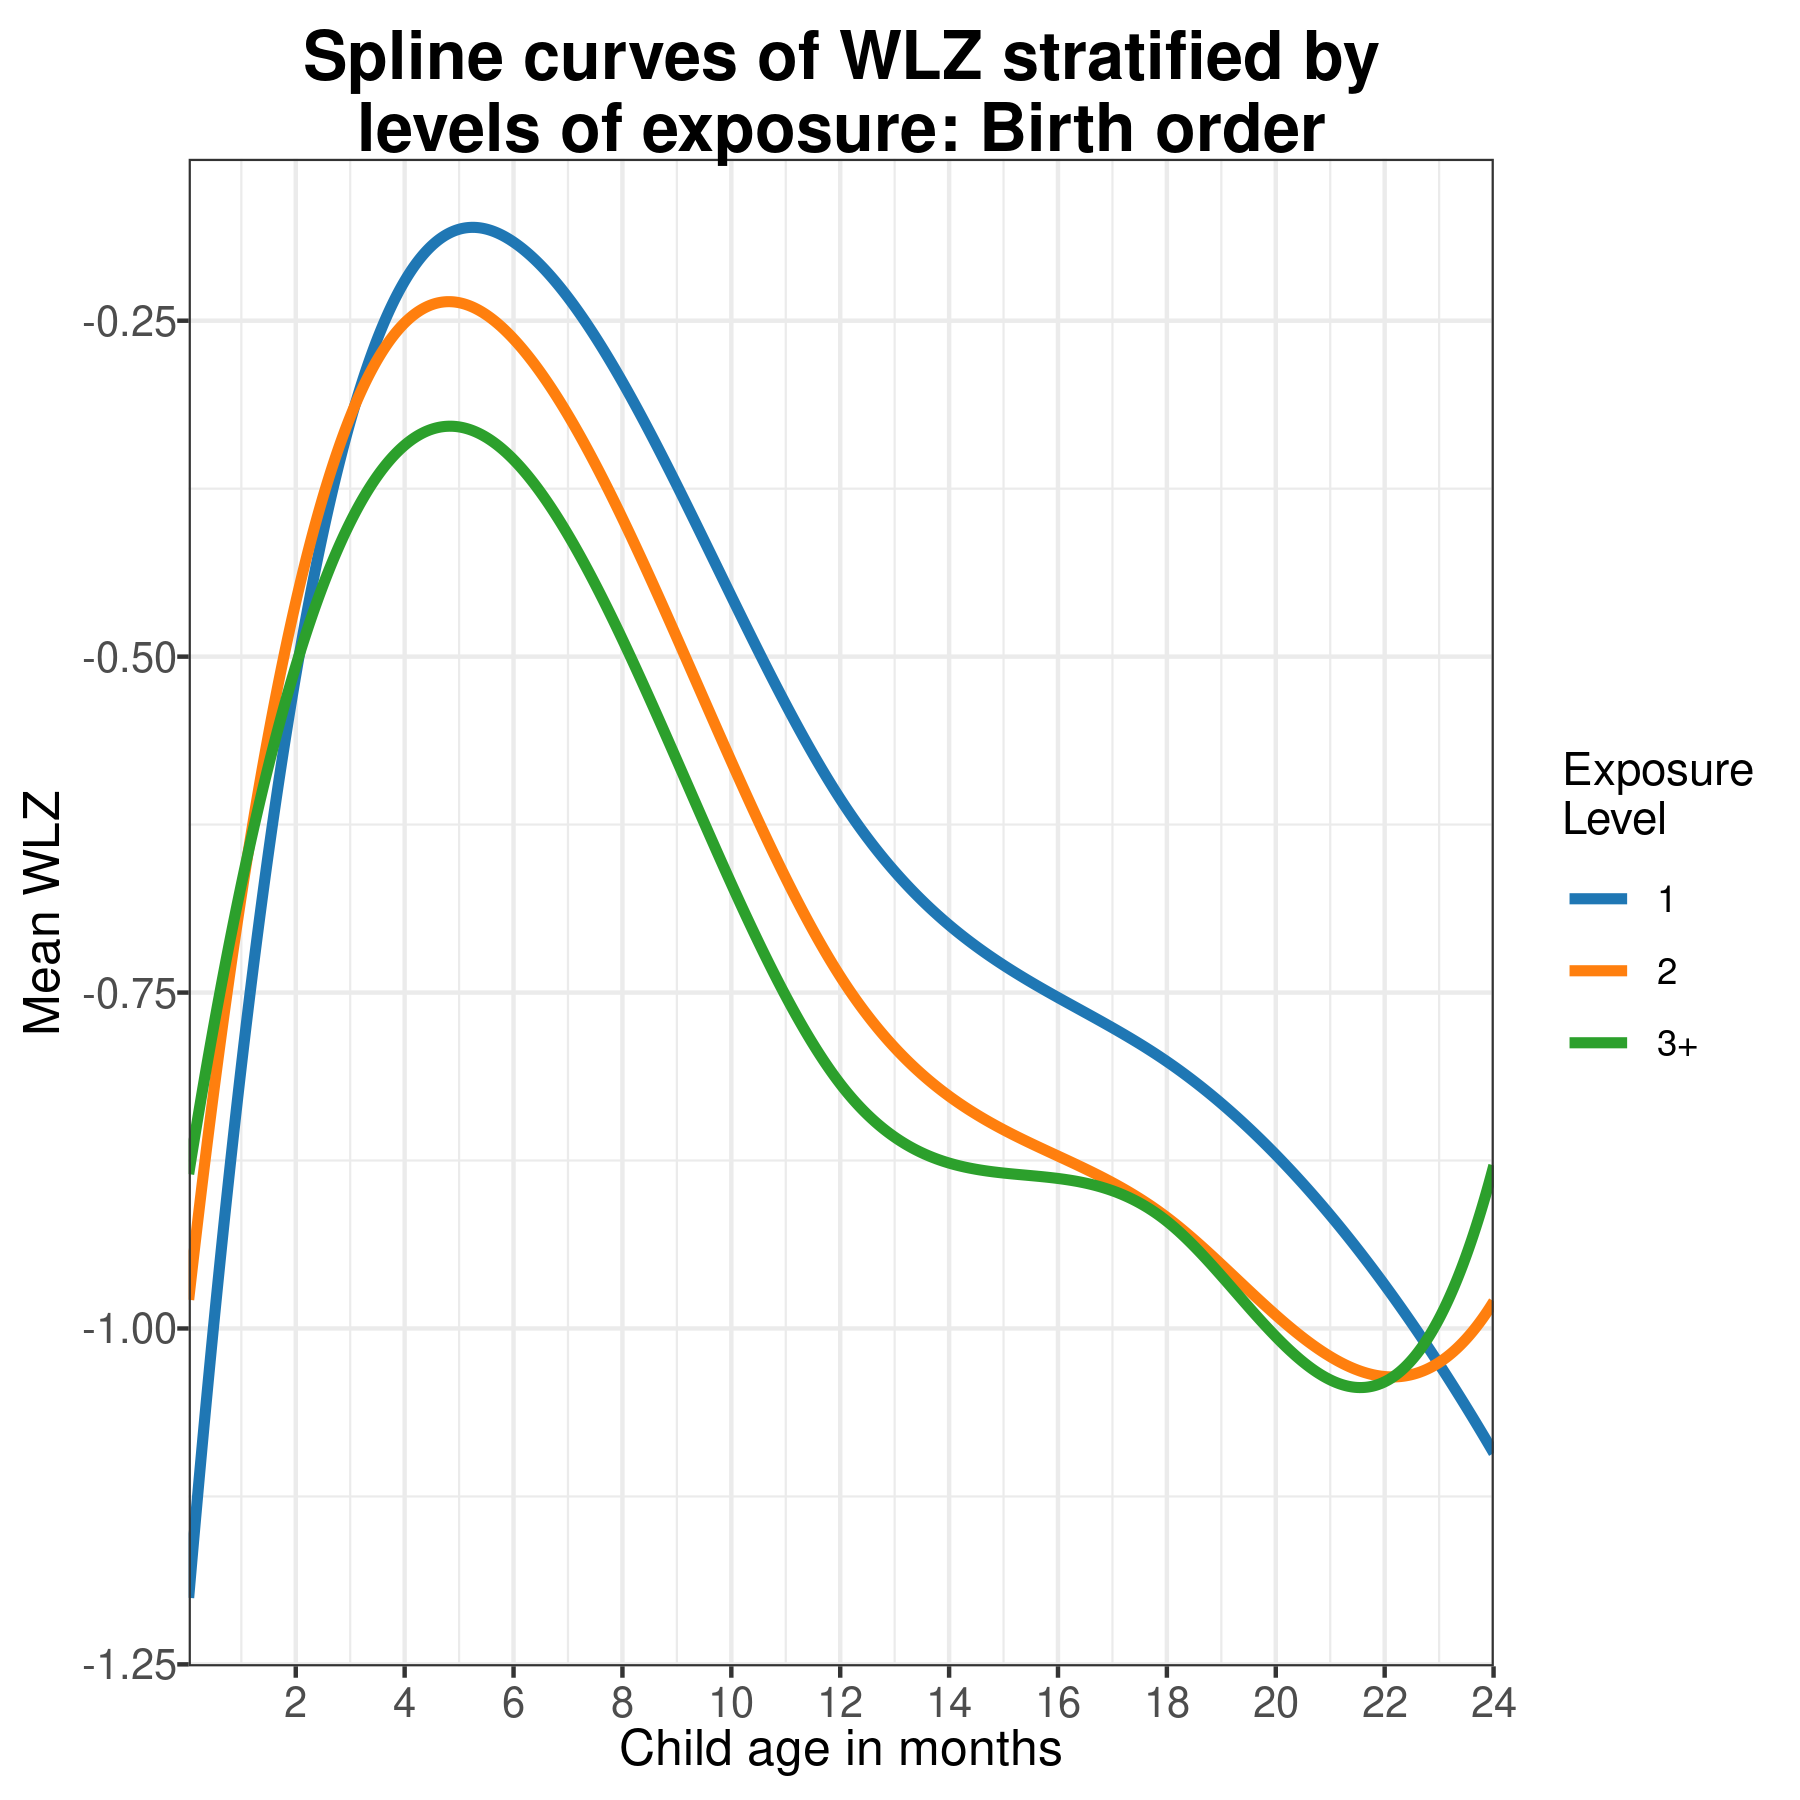 Spline curves of WLZ stratified by
levels of exposure: Birth order
Mean WLZ
-0.25
-0.50
-0.75
-1.00
-1.25
2 4 6 8 10 12 14 16 18 20 22 24
Child age in months
Exposure
Level
1
2
3+